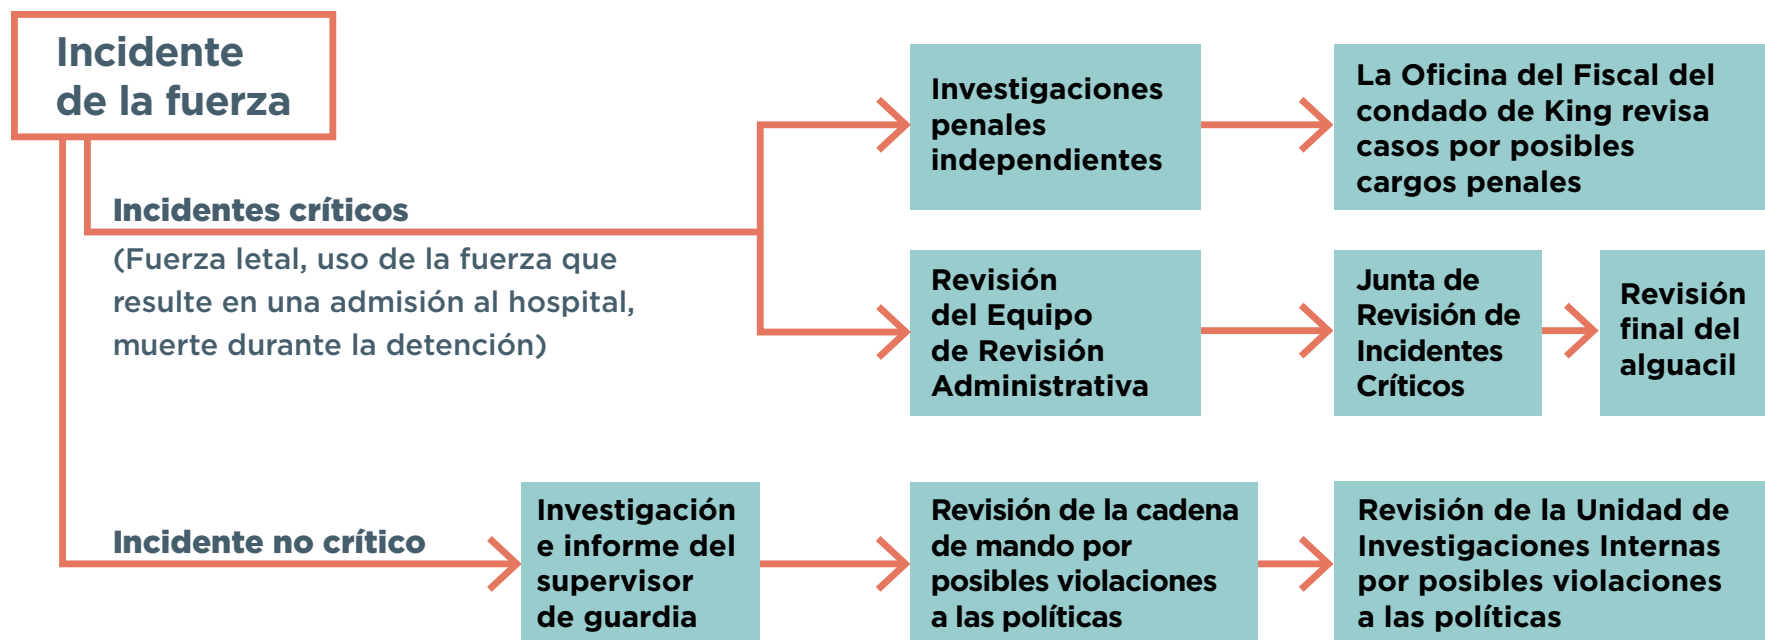 Incidente
de la fuerza
Incidentes críticos
(Fuerza letal, uso de la fuerza que
resulte en una admisión al hospital,
muerte durante la detención)
Investigaciones
penales
independientes
La Oficina del Fiscal del
condado de King revisa
casos por posibles
cargos penales
Revisión
del Equipo
de Revisión
Administrativa
Junta de
Revisión de
Incidentes
Críticos
Revisión
final del
alguacil
Incidente no crítico
Investigación
e informe del
supervisor
de guardia
Revisión de la cadena
de mando por
posibles violaciones
a las políticas
Revisión de la Unidad de
Investigaciones Internas
por posibles violaciones
a las políticas